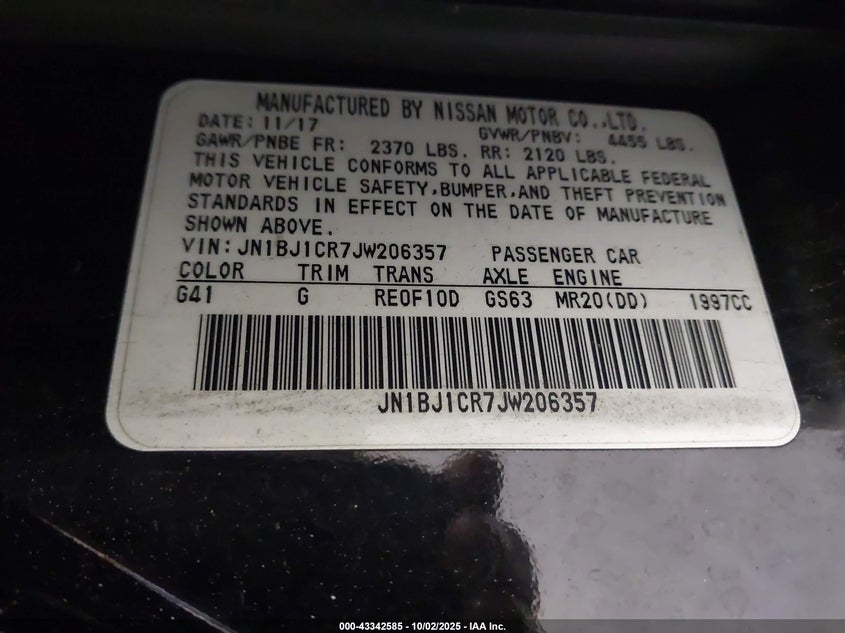 MANUFACTURED BY NISSAN MOTOR CO.,LTD.
DATE: 11/17 GVWR/PNBV: 4455 LBS.
GAWR/PNBE FR: 2370 LBS. RR: 2120 LBS.
THIS VEHICLE CONFORMS TO ALL APPLICABLE FEDERAL
MOTOR VEHICLE SAFETY,BUMPER,AND THEFT PREVENTION
STANDARDS IN EFFECT ON THE DATE OF MANUFACTURE
SHOWN ABOVE.
VIN: JN1BJ1CR7JW206357 PASSENGER CAR
COLOR TRIM TRANS AXLE ENGINE
G41 G RE0F10D GS63 MR20(DD) 1997CC
JN1BJ1CR7JW206357
000-43342585 - 10/02/2025 - IAA Inc.